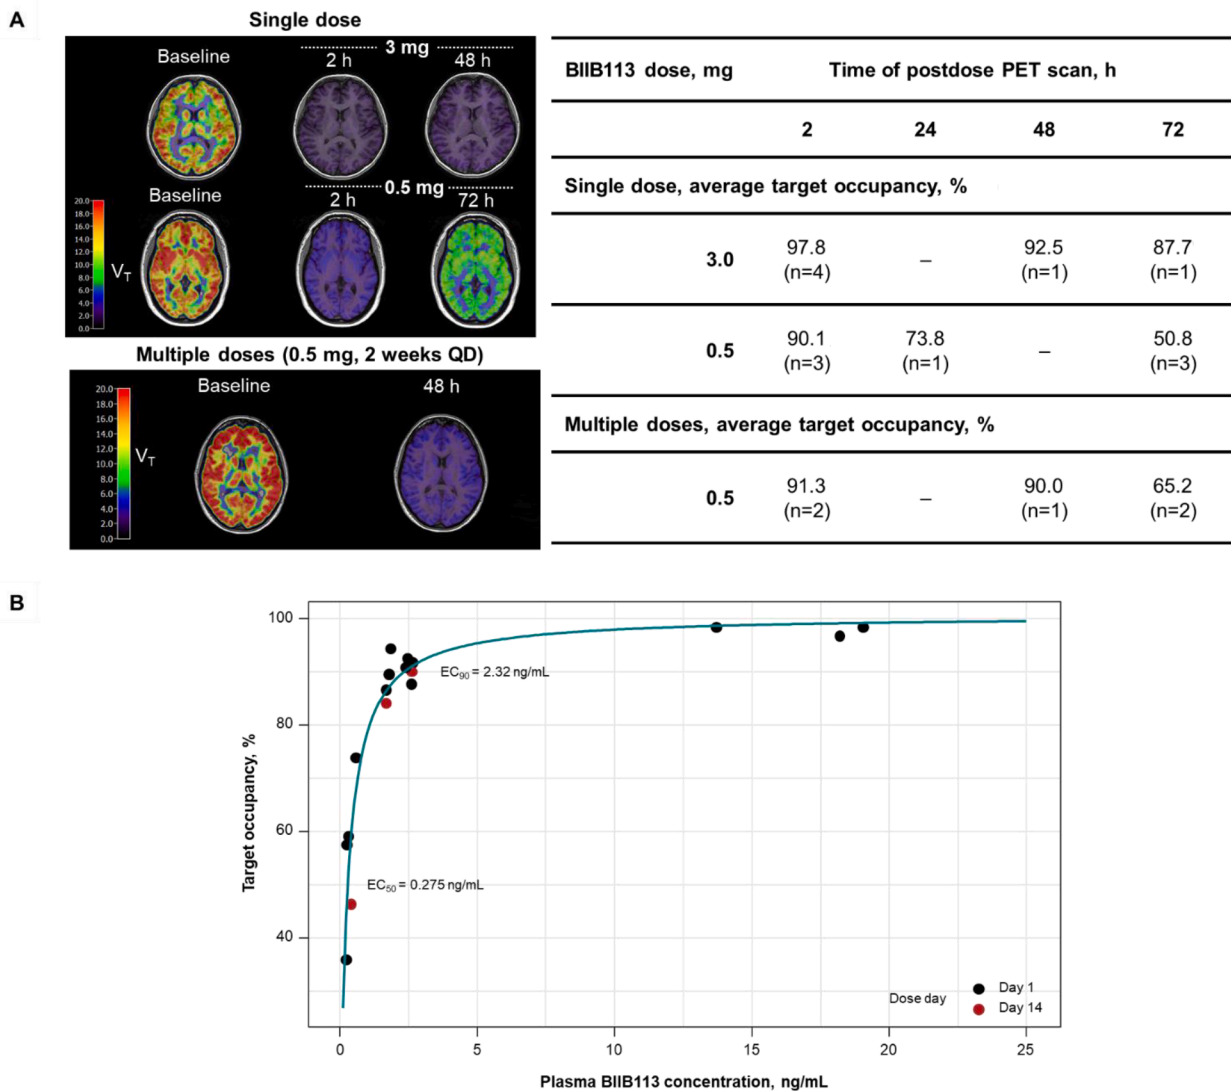 A
Single dose
Baseline
3 mg
2 h
48 h
Baseline
0.5 mg
2 h
72 h
20.0
18.0
16.0
14.0
12.0
10.0
8.0
6.0
4.0
2.0
0.0
VT
Multiple doses (0.5 mg, 2 weeks QD)
Baseline
48 h
20.0
18.0
16.0
14.0
12.0
10.0
8.0
6.0
4.0
2.0
0.0
VT
BIIB113 dose, mg Time of postdose PET scan, h
2 24 48 72
Single dose, average target occupancy, %
3.0 97.8 – 92.5 87.7
(n=4) (n=1) (n=1)
0.5 90.1 73.8 – 50.8
(n=3) (n=1) (n=3)
Multiple doses, average target occupancy, %
0.5 91.3 – 90.0 65.2
(n=2) (n=1) (n=2)
B
Target occupancy, %
100
80
60
40
EC90 = 2.32 ng/mL
EC50 = 0.275 ng/mL
Dose day
Day 1
Day 14
0 5 10 15 20 25
Plasma BIIB113 concentration, ng/mL